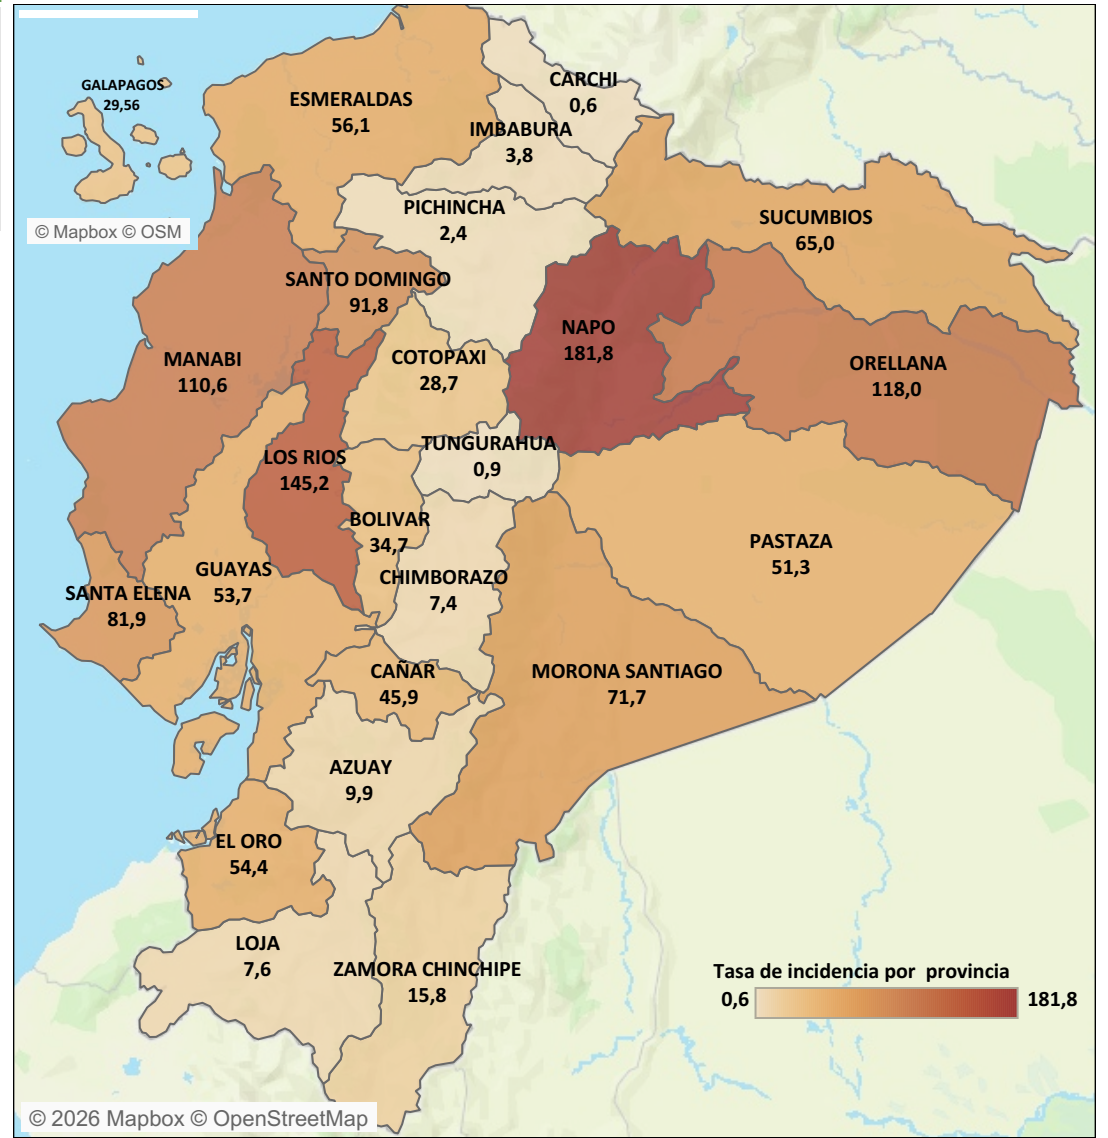 CARCHI
0,6
GALAPAGOS
29,56
ESMERALDAS
56,1
IMBABURA
3,8
PICHINCHA
2,4
SUCUMBIOS
65,0
© Mapbox © OSM
SANTO DOMINGO
91,8
NAPO
181,8
MANABI
110,6
COTOPAXI
28,7
ORELLANA
118,0
TUNGURAHUA
0,9
LOS RIOS
145,2
BOLIVAR
34,7
PASTAZA
51,3
GUAYAS
53,7
CHIMBORAZO
7,4
SANTA ELENA
81,9
CAÑAR
45,9
MORONA SANTIAGO
71,7
AZUAY
9,9
EL ORO
54,4
LOJA
7,6
ZAMORA CHINCHIPE
15,8
Tasa de incidencia por provincia
0,6 181,8
© 2026 Mapbox © OpenStreetMap